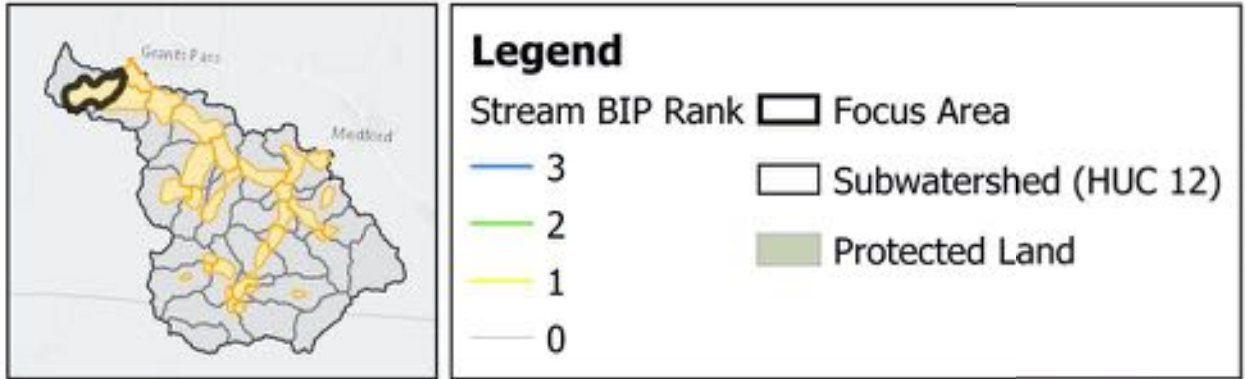 Grants Pass
Medford
Legend
Stream BIP Rank
3
2
1
0
Focus Area
Subwatershed (HUC 12)
Protected Land